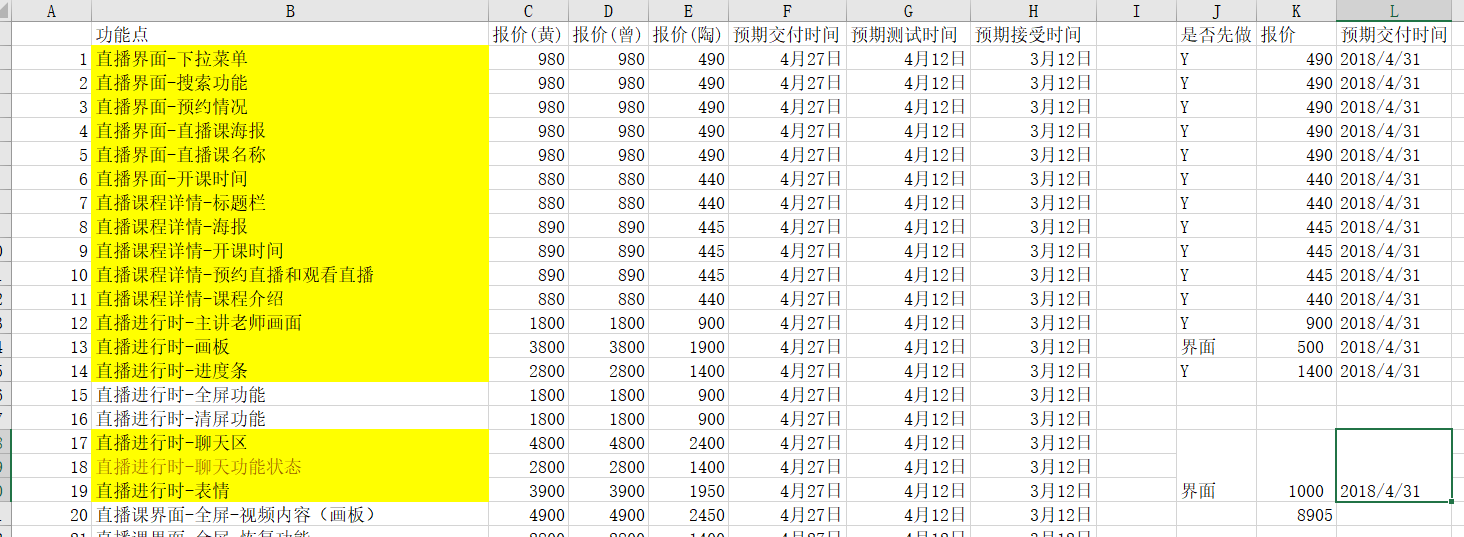 A B C D E F G H I J K L
功能点 报价(黄) 报价(曾) 报价(陶) 预期交付时间 预期测试时间 预期接受时间 是否先做 报价 预期交付时间
1 直播界面-下拉菜单 980 980 490 4月27日 4月12日 3月12日 Y 490 2018/4/31
2 直播界面-搜索功能 980 980 490 4月27日 4月12日 3月12日 Y 490 2018/4/31
3 直播界面-预约情况 980 980 490 4月27日 4月12日 3月12日 Y 490 2018/4/31
4 直播界面-直播课海报 980 980 490 4月27日 4月12日 3月12日 Y 490 2018/4/31
5 直播界面-直播课名称 980 980 490 4月27日 4月12日 3月12日 Y 490 2018/4/31
6 直播界面-开课时间 880 880 440 4月27日 4月12日 3月12日 Y 440 2018/4/31
7 直播课程详情-标题栏 880 880 440 4月27日 4月12日 3月12日 Y 440 2018/4/31
8 直播课程详情-海报 890 890 445 4月27日 4月12日 3月12日 Y 445 2018/4/31
9 直播课程详情-开课时间 890 890 445 4月27日 4月12日 3月12日 Y 445 2018/4/31
10 直播课程详情-预约直播和观看直播 890 890 445 4月27日 4月12日 3月12日 Y 445 2018/4/31
11 直播课程详情-课程介绍 880 880 440 4月27日 4月12日 3月12日 Y 440 2018/4/31
12 直播进行时-主讲老师画面 1800 1800 900 4月27日 4月12日 3月12日 Y 900 2018/4/31
13 直播进行时-画板 3800 3800 1900 4月27日 4月12日 3月12日 界面 500 2018/4/31
14 直播进行时-进度条 2800 2800 1400 4月27日 4月12日 3月12日 Y 1400 2018/4/31
15 直播进行时-全屏功能 1800 1800 900 4月27日 4月12日 3月12日
16 直播进行时-清屏功能 1800 1800 900 4月27日 4月12日 3月12日
17 直播进行时-聊天区 4800 4800 2400 4月27日 4月12日 3月12日
18 直播进行时-聊天功能状态 2800 2800 1400 4月27日 4月12日 3月12日
19 直播进行时-表情 3900 3900 1950 4月27日 4月12日 3月12日 界面 1000 2018/4/31
20 直播课界面-全屏-视频内容（画板） 4900 4900 2450 4月27日 4月12日 3月12日 8905